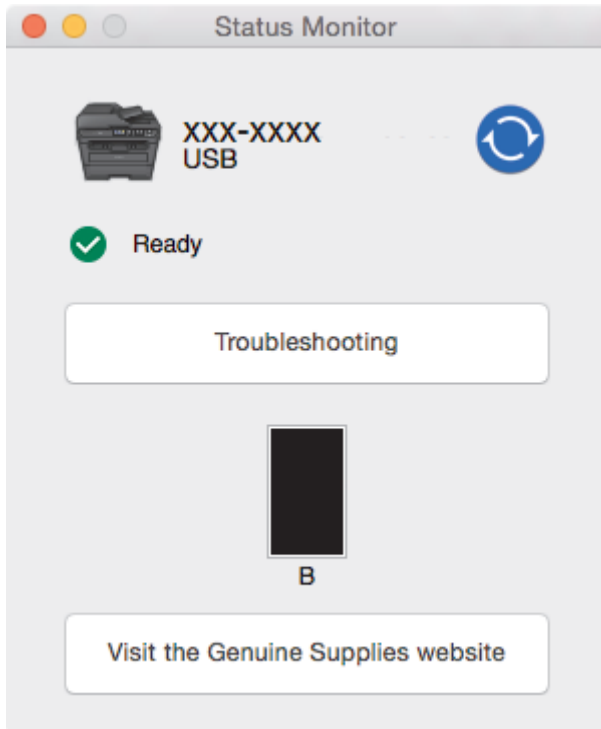 Status Monitor
XXX-XXXX
USB
Ready
Troubleshooting
B
Visit the Genuine Supplies website